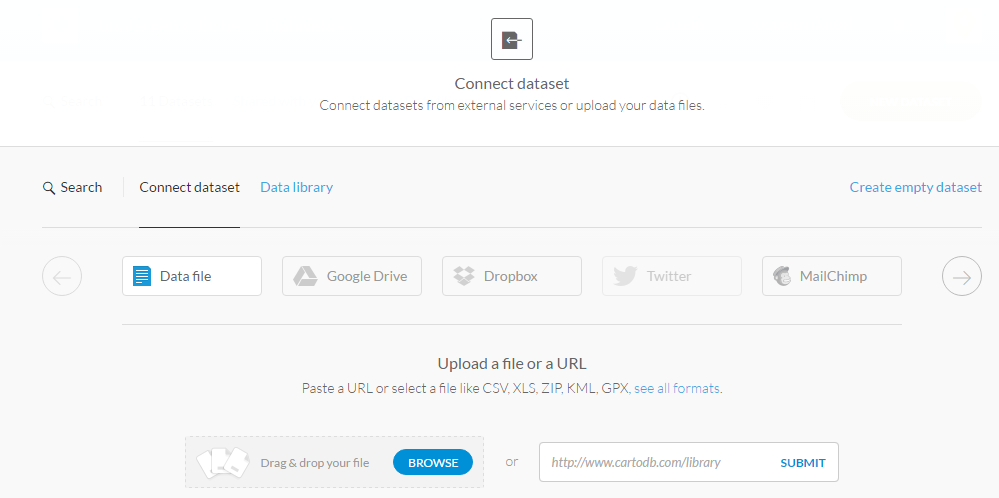 Connect dataset
Connect datasets from external services or upload your data files.
Search Connect dataset Data library Create empty dataset
Data file Google Drive Dropbox Twitter MailChimp
Upload a file or a URL
Paste a URL or select a file like CSV, XLS, ZIP, KML, GPX, see all formats.
Drag & drop your file BROWSE or http://www.cartodb.com/library SUBMIT